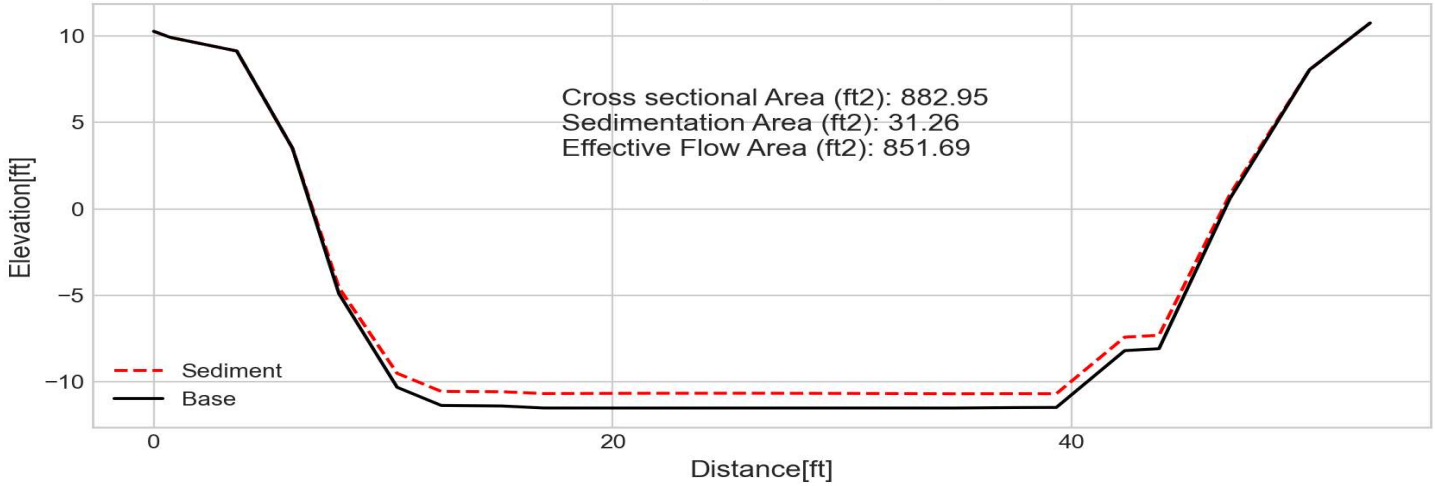 10
5
0
−5
−10
Elevation[ft]
Cross sectional Area (ft2): 882.95
Sedimentation Area (ft2): 31.26
Effective Flow Area (ft2): 851.69
Sediment
Base
0
20
40
Distance[ft]